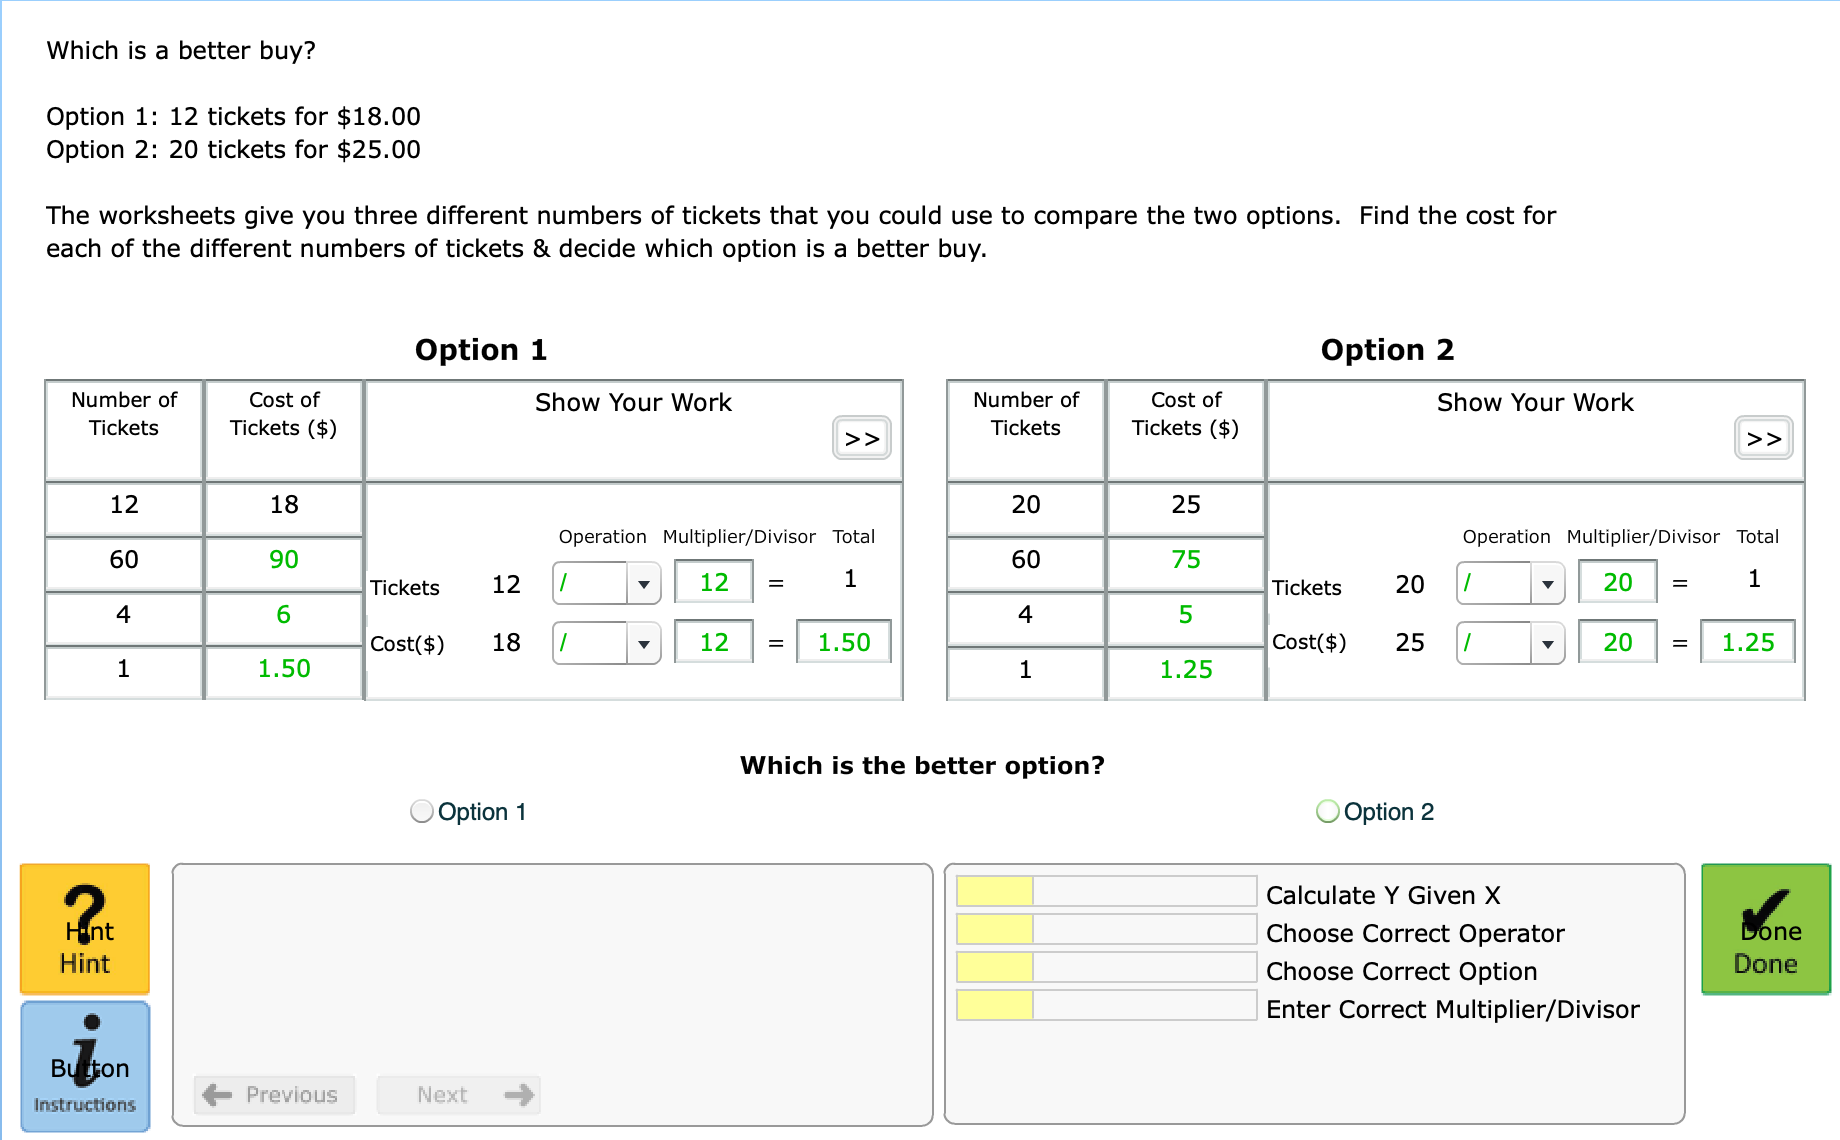 Which is a better buy?
Option 1: 12 tickets for $18.00
Option 2: 20 tickets for $25.00
The worksheets give you three different numbers of tickets that you could use to compare the two options. Find the cost for
each of the different numbers of tickets & decide which option is a better buy.
Option 1
Number of Tickets
Cost of Tickets ($)
Show Your Work
>>
12 18
60 90
4 6
1 1.50
Operation Multiplier/Divisor Total
Tickets 12 / 12 = 1
Cost($) 18 / 12 = 1.50
Option 2
Number of Tickets
Cost of Tickets ($)
Show Your Work
>>
20 25
60 75
4 5
1 1.25
Operation Multiplier/Divisor Total
Tickets 20 / 20 = 1
Cost($) 25 / 20 = 1.25
Which is the better option?
Option 1
Option 2
?
Hint
Hint
i
Button
Instructions
Previous
Next
Calculate Y Given X
Choose Correct Operator
Choose Correct Option
Enter Correct Multiplier/Divisor
Done
Done